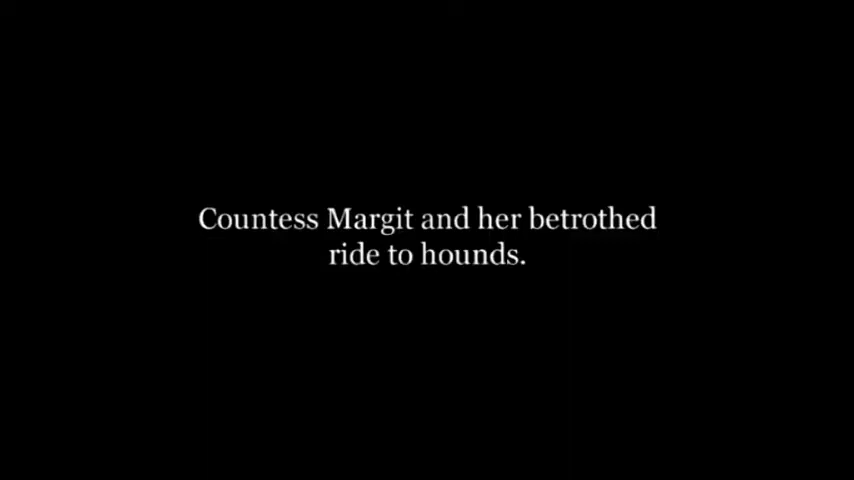 Countess Margit and her betrothed
ride to hounds.